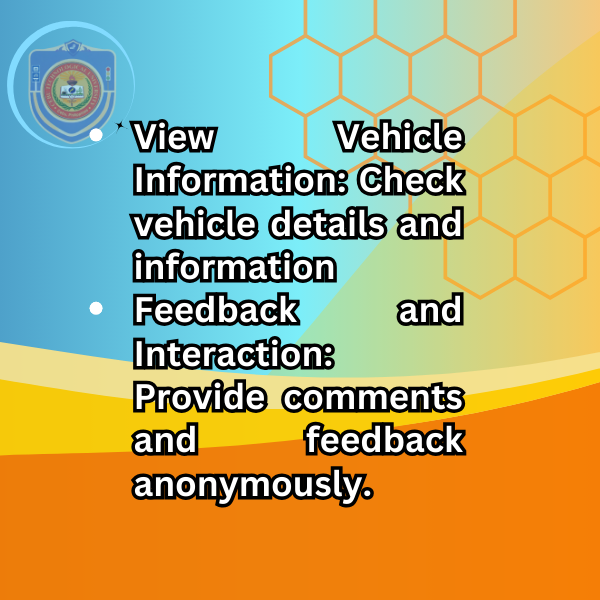 • View Vehicle
Information: Check
vehicle details and
information
• Feedback and
Interaction:
Provide comments
and feedback
anonymously.